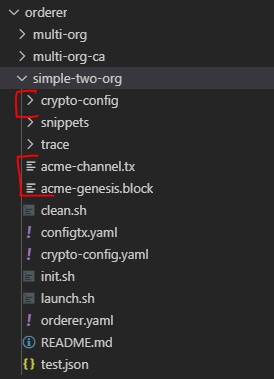 orderer
multi-org
multi-org-ca
simple-two-org
crypto-config
snippets
trace
acme-channel.tx
acme-genesis.block
clean.sh
configtx.yaml
crypto-config.yaml
init.sh
launch.sh
orderer.yaml
README.md
test.json